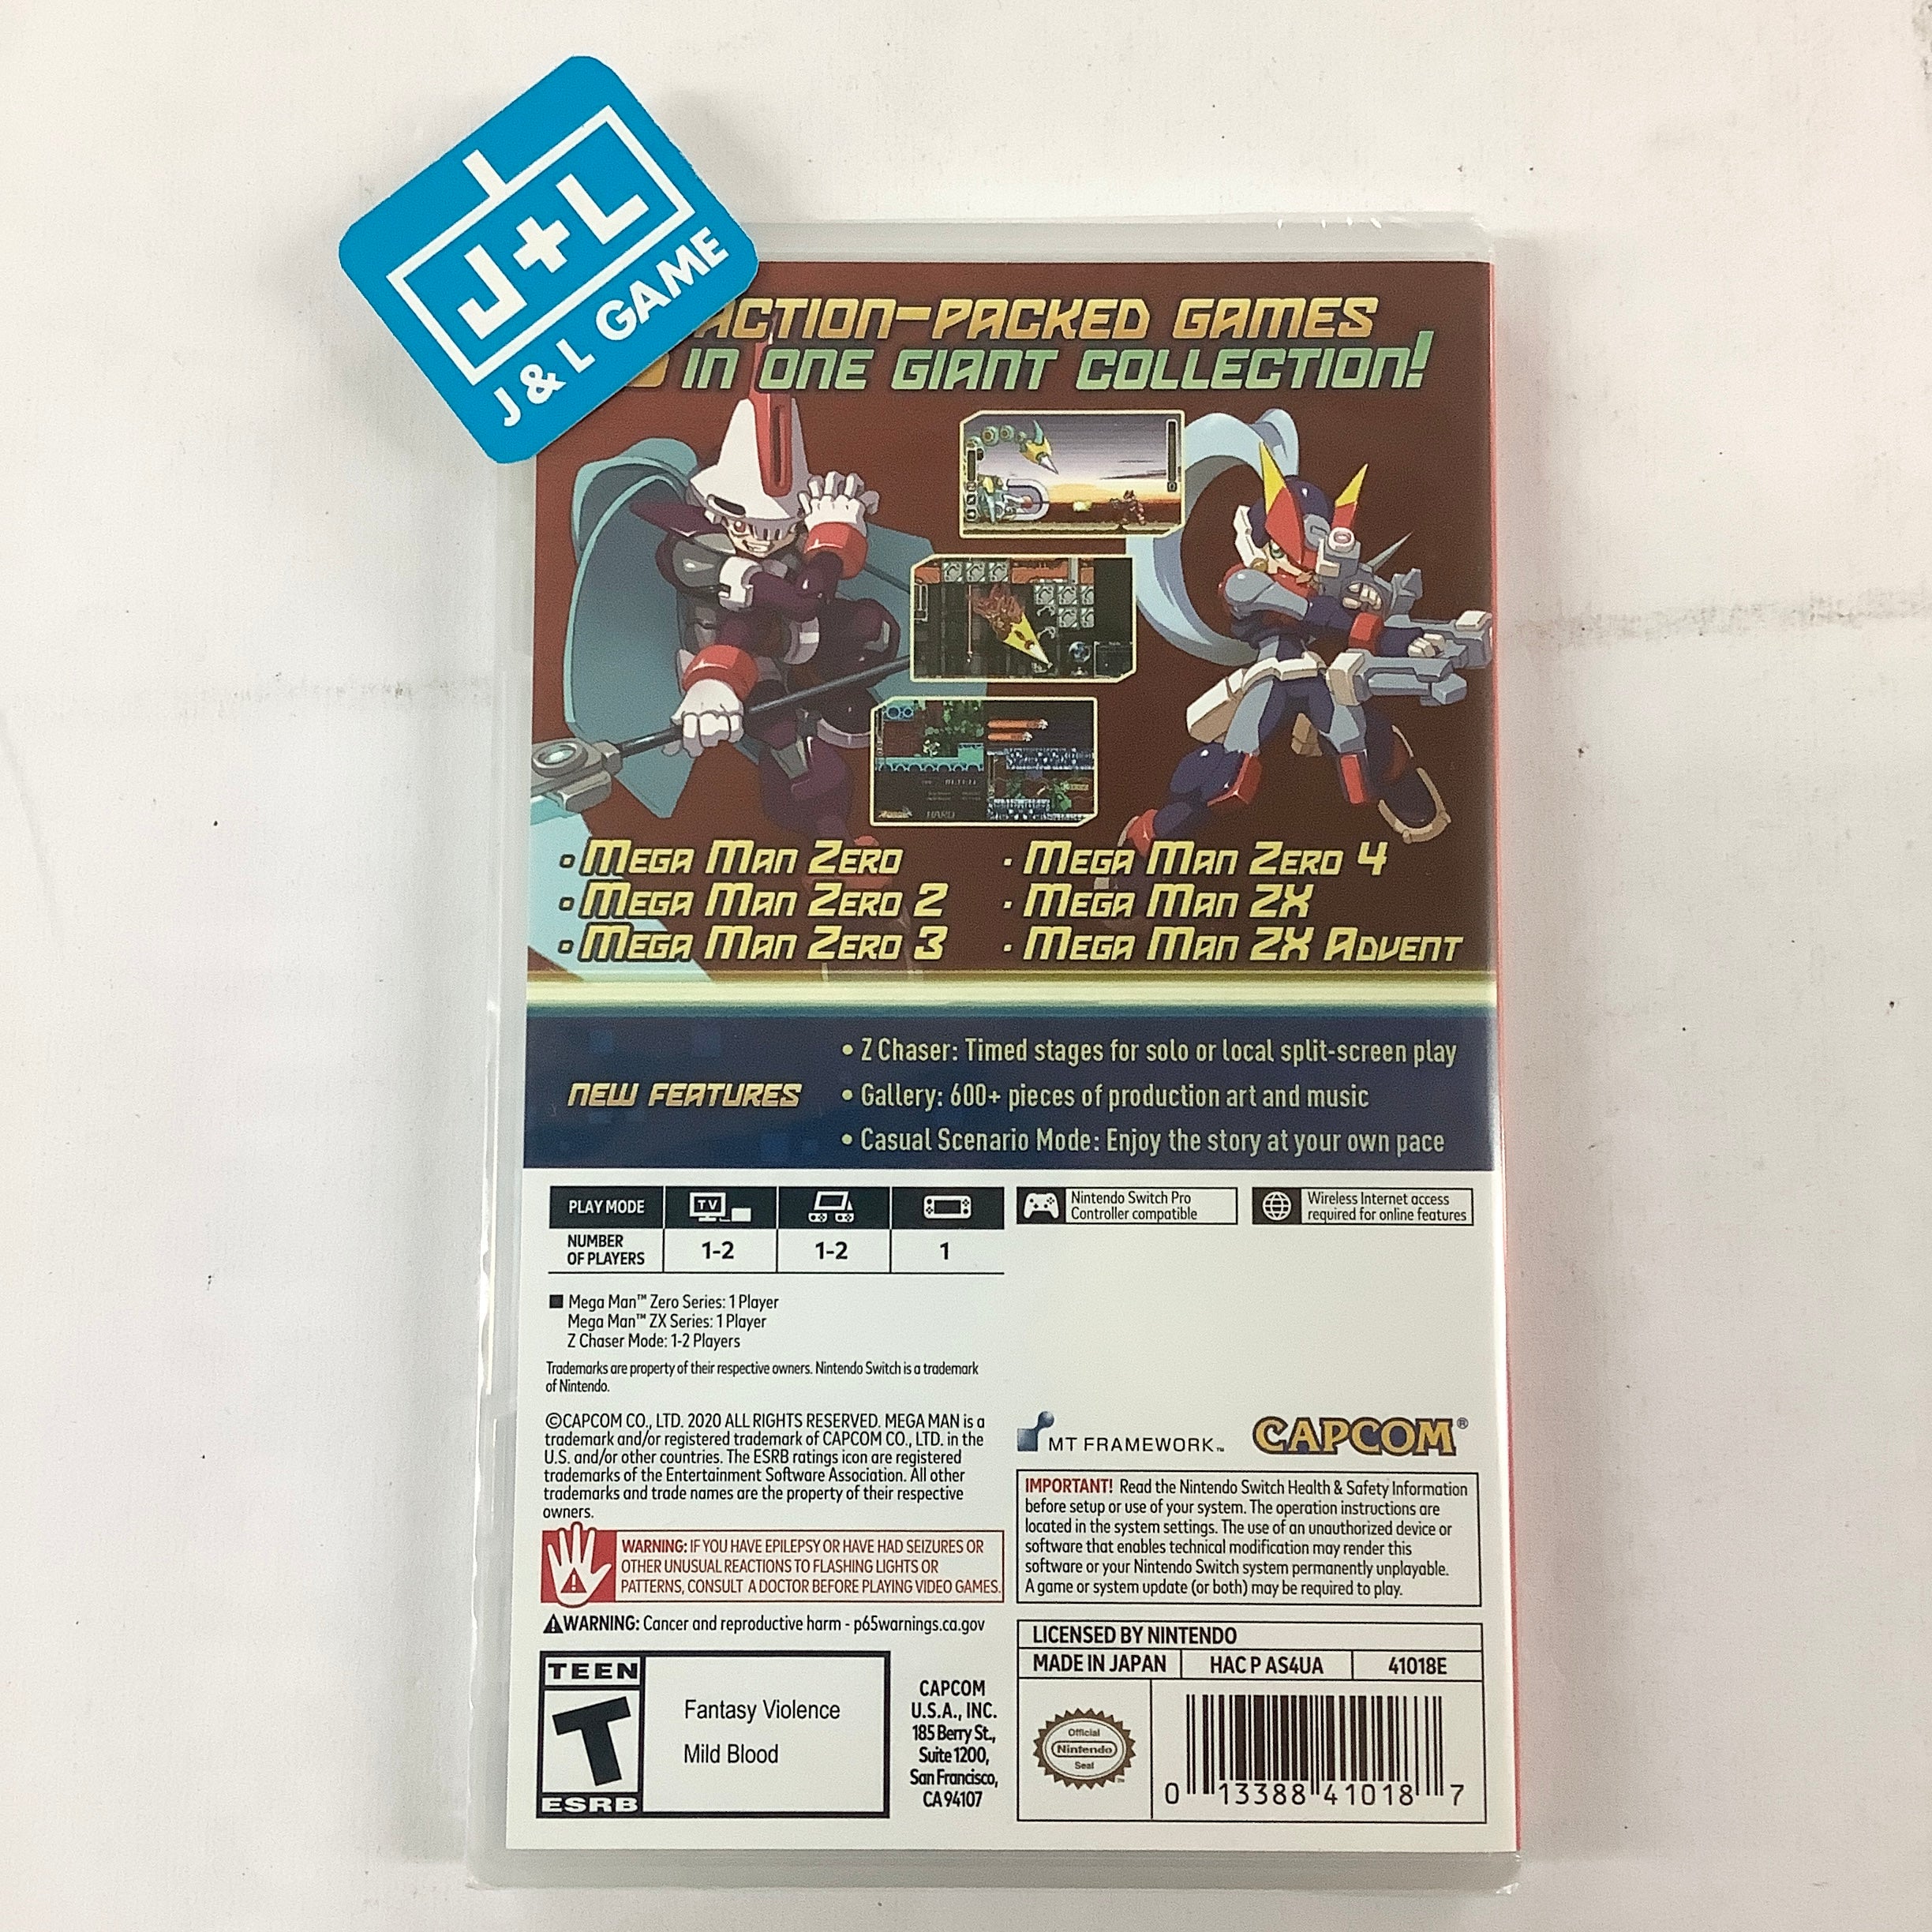 J+L
J & L GAME
ACTION-PACKED GAMES
IN ONE GIANT COLLECTION!
HARD
• MEGA MAN ZERO
• MEGA MAN ZERO 2
• MEGA MAN ZERO 3
• MEGA MAN ZERO 4
• MEGA MAN ZX
• MEGA MAN ZX ADVENT
NEW FEATURES
• Z Chaser: Timed stages for solo or local split-screen play
• Gallery: 600+ pieces of production art and music
• Casual Scenario Mode: Enjoy the story at your own pace
PLAY MODE
TV
NUMBER
OF PLAYERS
1-2
1-2
1
Nintendo Switch Pro
Controller compatible
Wireless Internet access
required for online features
■ Mega Man™ Zero Series: 1 Player
Mega Man™ ZX Series: 1 Player
Z Chaser Mode: 1-2 Players
Trademarks are property of their respective owners. Nintendo Switch is a trademark
of Nintendo.
©CAPCOM CO., LTD. 2020 ALL RIGHTS RESERVED. MEGA MAN is a
trademark and/or registered trademark of CAPCOM CO., LTD. in the
U.S. and/or other countries. The ESRB ratings icon are registered
trademarks of the Entertainment Software Association. All other
trademarks and trade names are the property of their respective
owners.
MT FRAMEWORK™
CAPCOM®
WARNING: IF YOU HAVE EPILEPSY OR HAVE HAD SEIZURES OR
OTHER UNUSUAL REACTIONS TO FLASHING LIGHTS OR
PATTERNS, CONSULT A DOCTOR BEFORE PLAYING VIDEO GAMES.
⚠WARNING: Cancer and reproductive harm - p65warnings.ca.gov
IMPORTANT! Read the Nintendo Switch Health & Safety Information
before setup or use of your system. The operation instructions are
located in the system settings. The use of an unauthorized device or
software that enables technical modification may render this
software or your Nintendo Switch system permanently unplayable.
A game or system update (or both) may be required to play.
TEEN
T
ESRB
Fantasy Violence
Mild Blood
CAPCOM
U.S.A., INC.
185 Berry St.,
Suite 1200,
San Francisco,
CA 94107
LICENSED BY NINTENDO
MADE IN JAPAN
HAC P AS4UA
41018E
Official
Nintendo
Seal
™
0 13388 41018 7